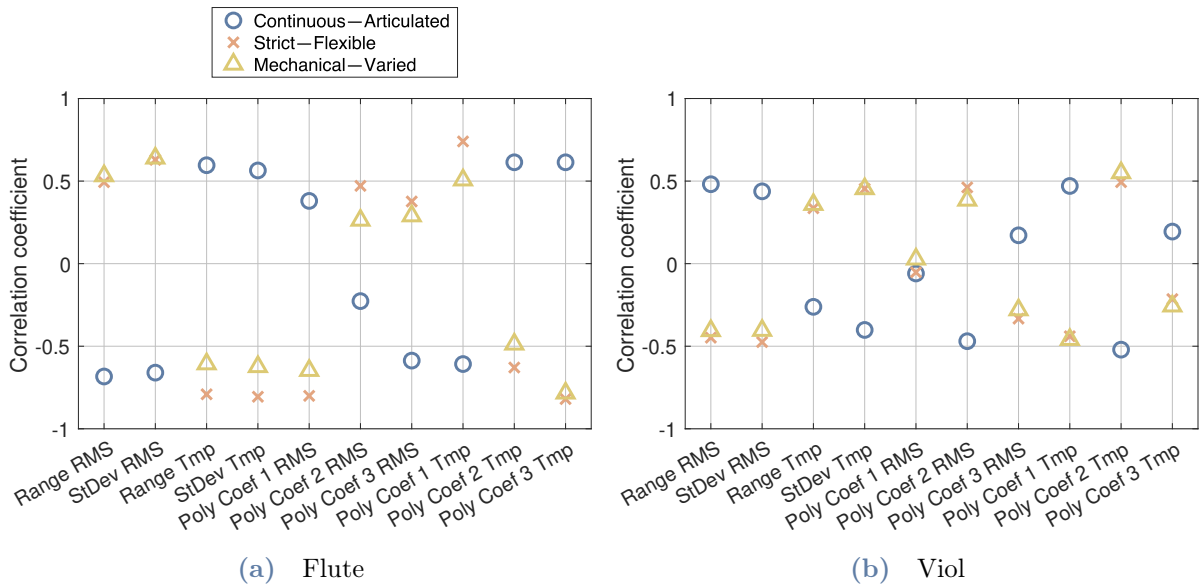 Continuous—Articulated
Strict—Flexible
Mechanical—Varied
1
0.5
0
-0.5
-1
Correlation coefficient
Range RMS
StDev RMS
Range Tmp
StDev Tmp
Poly Coef 1 RMS
Poly Coef 2 RMS
Poly Coef 3 RMS
Poly Coef 1 Tmp
Poly Coef 2 Tmp
Poly Coef 3 Tmp
(a) Flute
1
0.5
0
-0.5
-1
Correlation coefficient
Range RMS
StDev RMS
Range Tmp
StDev Tmp
Poly Coef 1 RMS
Poly Coef 2 RMS
Poly Coef 3 RMS
Poly Coef 1 Tmp
Poly Coef 2 Tmp
Poly Coef 3 Tmp
(b) Viol